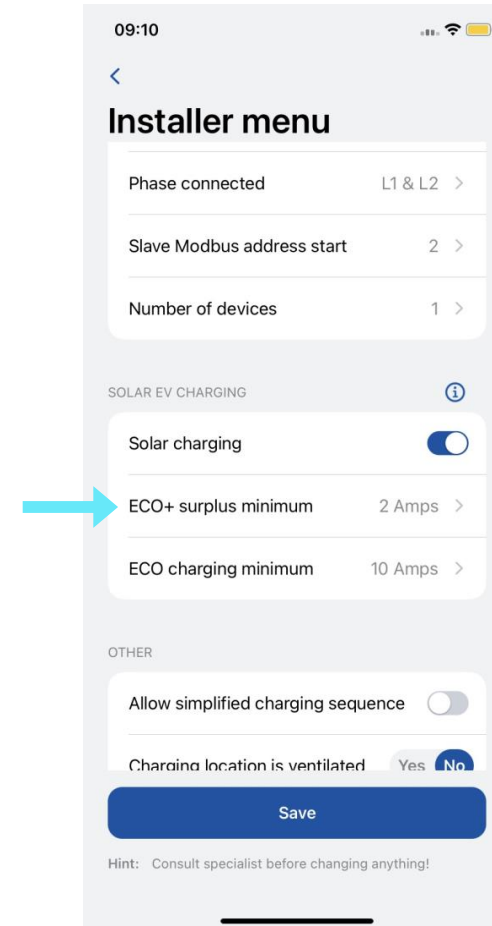 09:10
Installer menu
Phase connected L1 & L2
Slave Modbus address start 2
Number of devices 1
SOLAR EV CHARGING
Solar charging
ECO+ surplus minimum 2 Amps
ECO charging minimum 10 Amps
OTHER
Allow simplified charging sequence
Charging location is ventilated Yes No
Save
Hint: Consult specialist before changing anything!